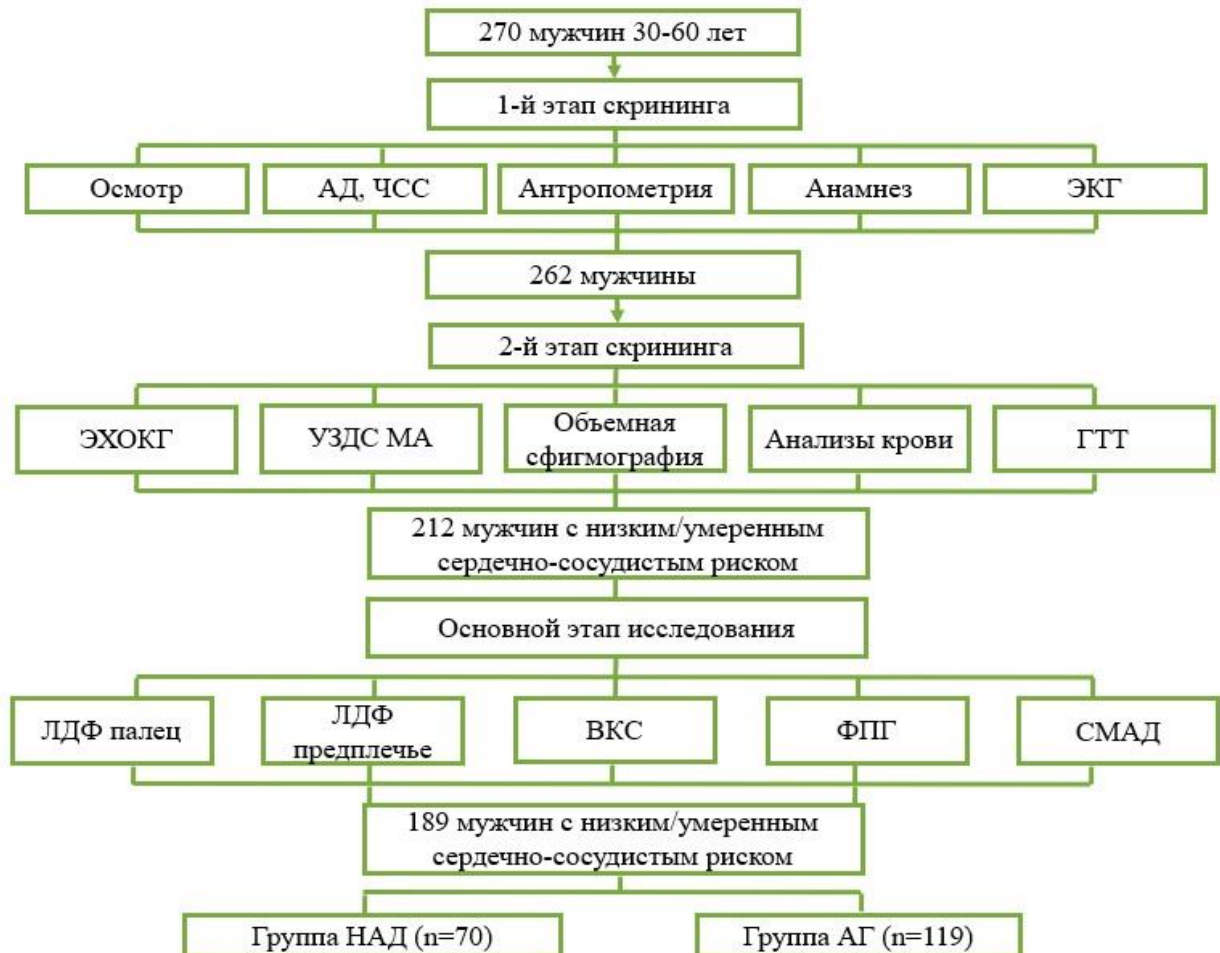 270 мужчин 30-60 лет
1-й этап скрининга
Осмотр
АД, ЧСС
Антропометрия
Анамнез
ЭКГ
262 мужчины
2-й этап скрининга
ЭХОКГ
УЗДС МА
Объемная
сфигмография
Анализы крови
ГТТ
212 мужчин с низким/умеренным
сердечно-сосудистым риском
Основной этап исследования
ЛДФ палец
ЛДФ
предплечье
ВКС
ФПГ
СМАД
189 мужчин с низким/умеренным
сердечно-сосудистым риском
Группа НАД (n=70)
Группа АГ (n=119)